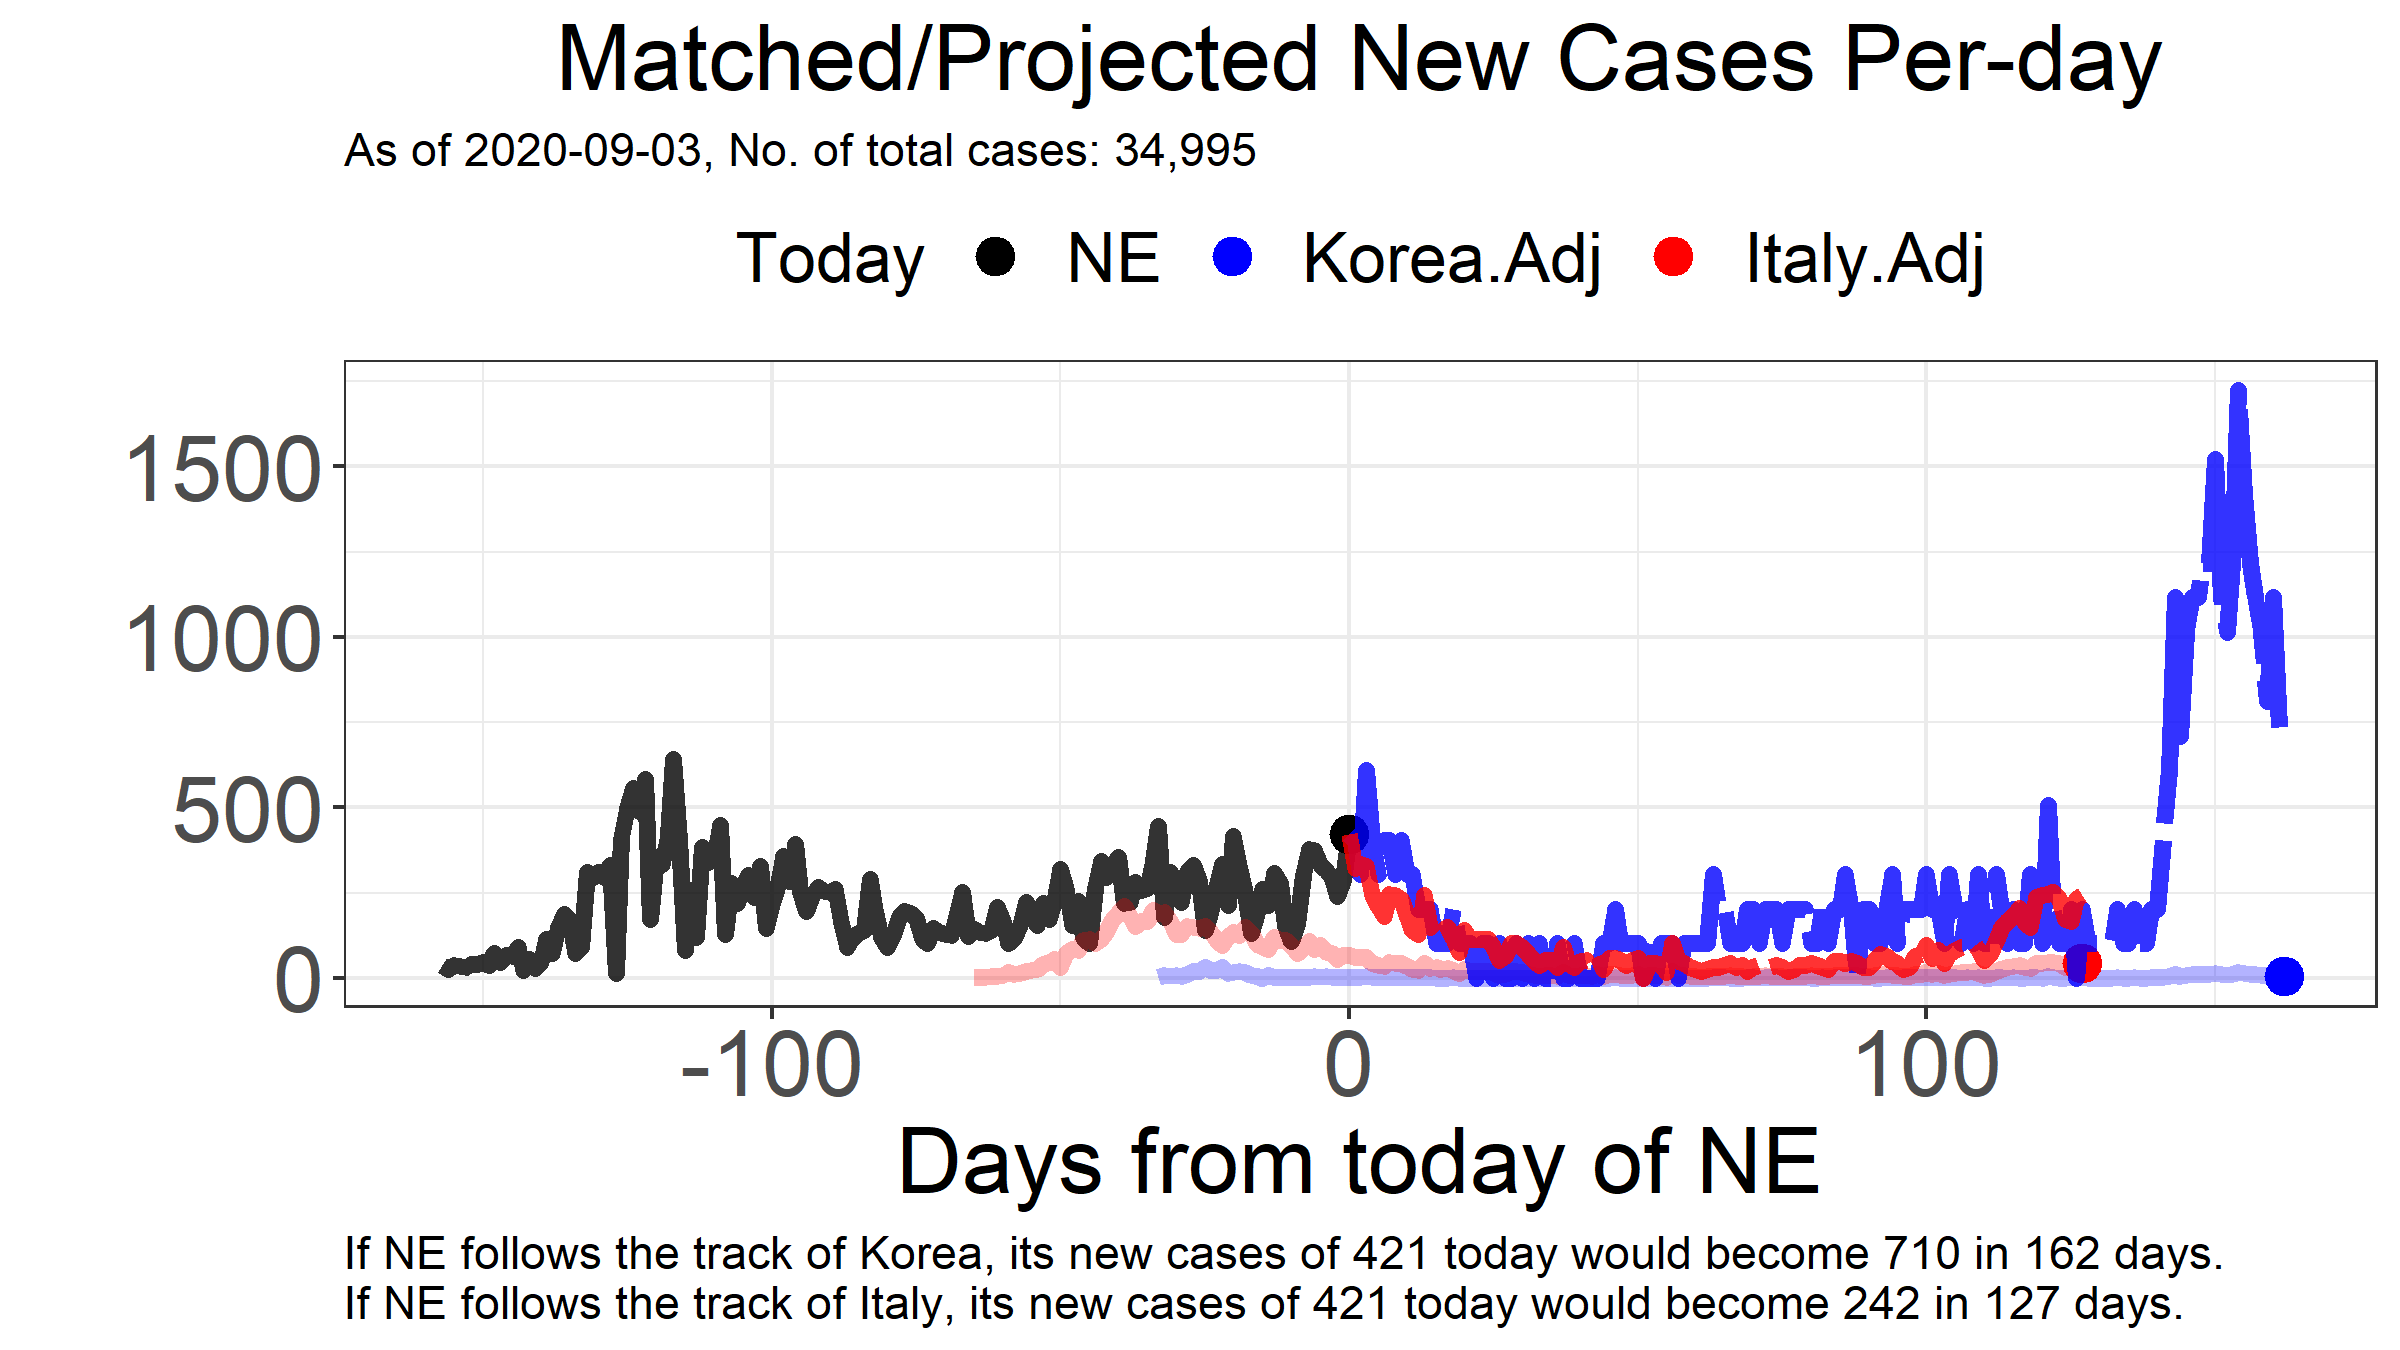 Matched/Projected New Cases Per-day
As of 2020-09-03, No. of total cases: 34,995
Today NE Korea.Adj Italy.Adj
1500
1000
500
0
-100 0 100
Days from today of NE
If NE follows the track of Korea, its new cases of 421 today would become 710 in 162 days.
If NE follows the track of Italy, its new cases of 421 today would become 242 in 127 days.